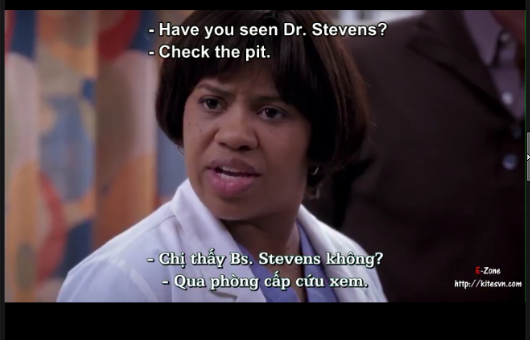 - Have you seen Dr. Stevens?
- Check the pit.
- Chị thấy Bs. Stevens không?
- Qua phòng cấp cứu xem.
E-Zone
http://kitesvn.com